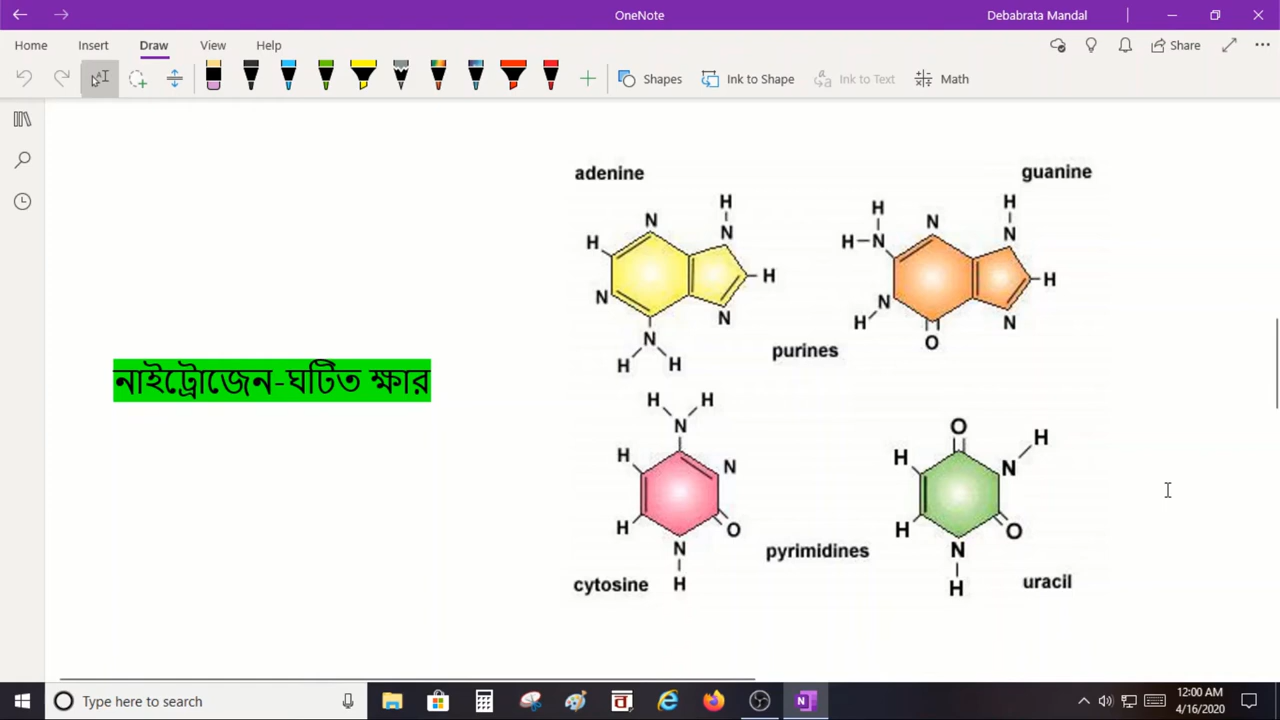 OneNote
Debabrata Mandal
Home Insert Draw View Help
Share
Shapes Ink to Shape Ink to Text Math
adenine
guanine
H
H
H
N
N
H
N
N
H
H
N
N
H
H
N
N
H
N
N
H
H
H
O
purines
নাইট্রোজেন-ঘটিত ক্ষার
H
H
N
H
N
H
O
N
H
O
H
H
N
H
O
N
H
pyrimidines
cytosine
uracil
Type here to search
12:00 AM
4/16/2020